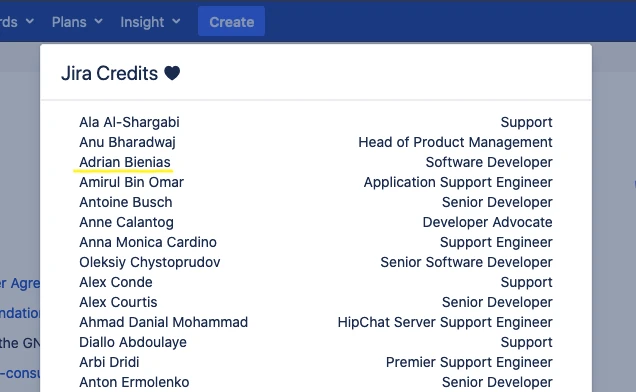 rds Plans Insight Create
Jira Credits
Ala Al-Shargabi Support
Anu Bharadwaj Head of Product Management
Adrian Bienias Software Developer
Amirul Bin Omar Application Support Engineer
Antoine Busch Senior Developer
Anne Calantog Developer Advocate
Anna Monica Cardino Support Engineer
Oleksiy Chystoprudov Senior Software Developer
Alex Conde Support
er Agre
Alex Courtis Senior Developer
ndation
Ahmad Danial Mohammad HipChat Server Support Engineer
the GN
Diallo Abdoulaye Support
Arbi Dridi Premier Support Engineer
-consu
Anton Ermolenko Senior Developer